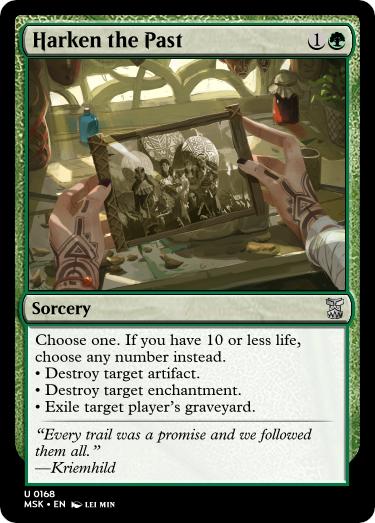 Harken the Past 1
Sorcery
Choose one. If you have 10 or less life,
choose any number instead.
• Destroy target artifact.
• Destroy target enchantment.
• Exile target player's graveyard.
“Every trail was a promise and we followed
them all.”
—Kriemhild
U 0168
MSK • EN LEI MIN